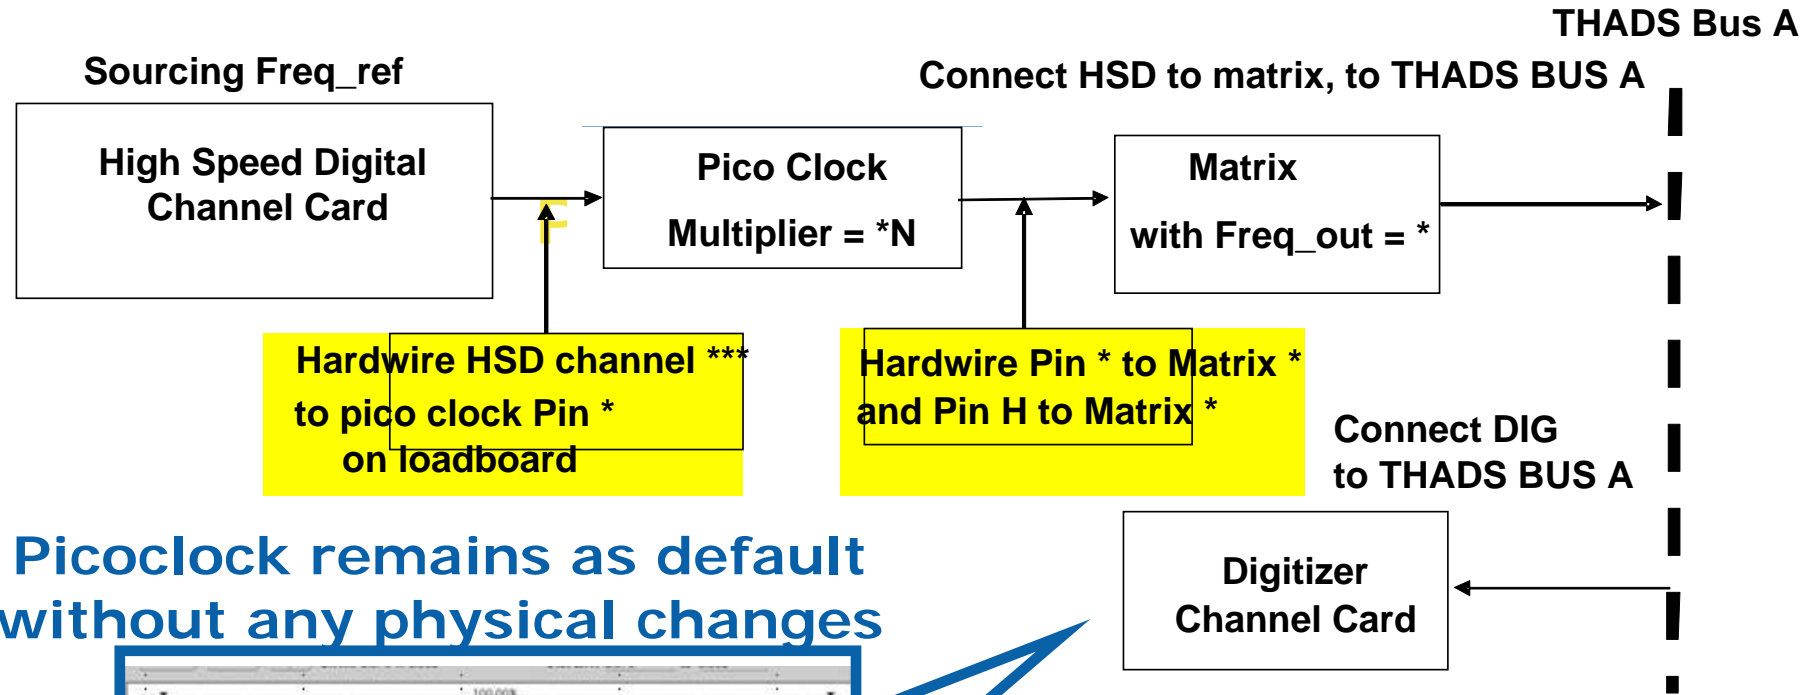 THADS Bus A
Sourcing Freq_ref
Connect HSD to matrix, to THADS BUS A
High Speed Digital
Channel Card
Pico Clock
Multiplier = *N
Matrix
with Freq_out = *
Hardwire HSD channel ***
to pico clock Pin *
on loadboard
Hardwire Pin * to Matrix *
and Pin H to Matrix *
Connect DIG
to THADS BUS A
Digitizer
Channel Card
Picoclock remains as default
without any physical changes